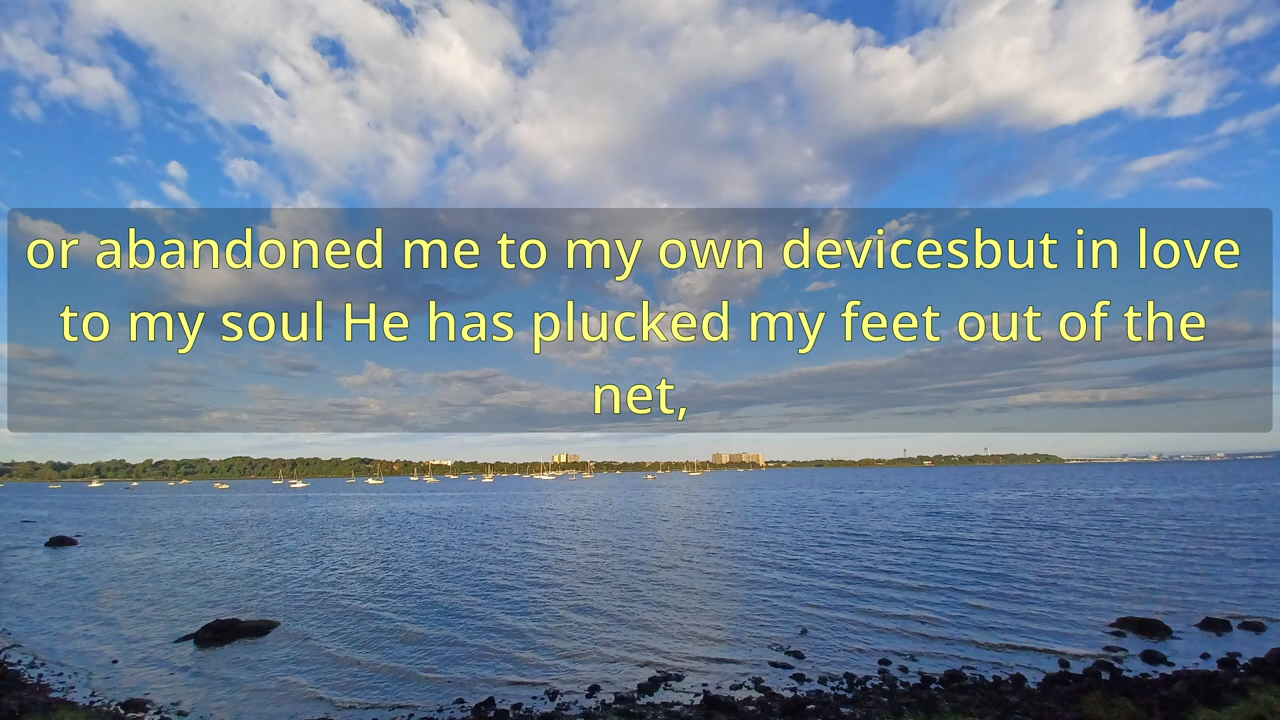 or abandoned me to my own devicesbut in love
to my soul He has plucked my feet out of the
net,